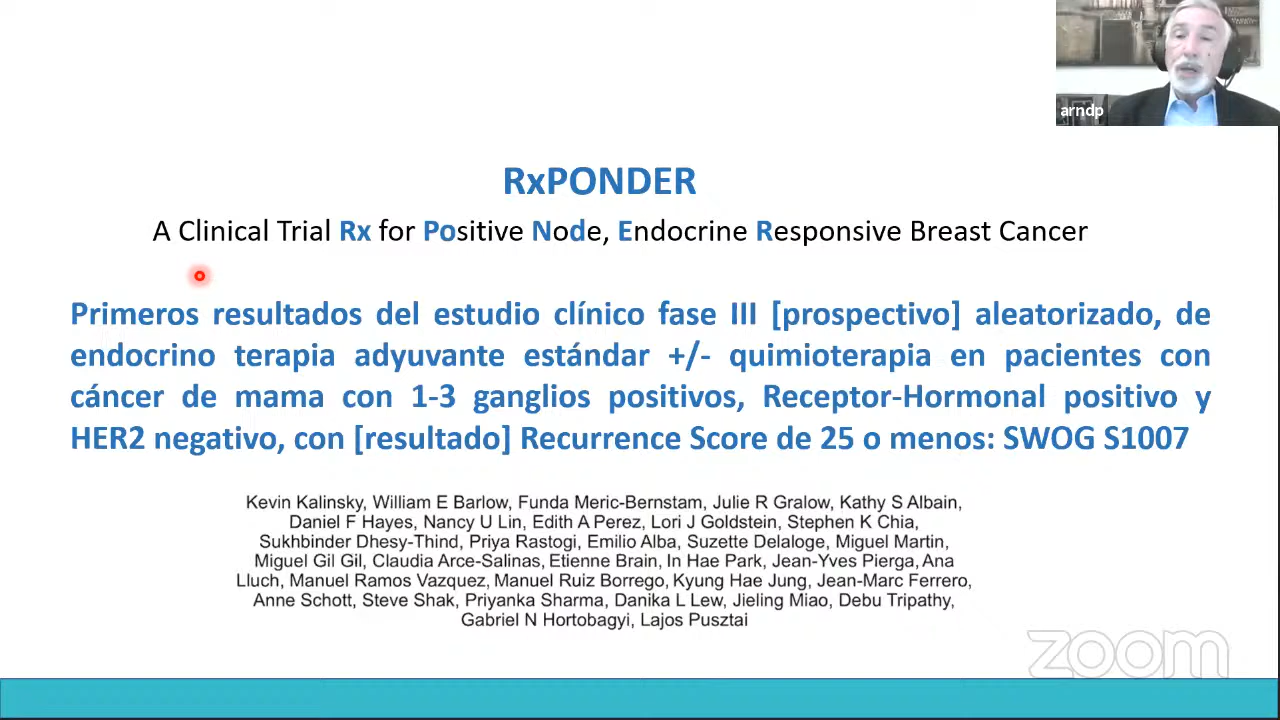 arndp
RxPONDER
A Clinical Trial Rx for Positive Node, Endocrine Responsive Breast Cancer
Primeros resultados del estudio clínico fase III [prospectivo] aleatorizado, de
endocrino terapia adyuvante estándar +/- quimioterapia en pacientes con
cáncer de mama con 1-3 ganglios positivos, Receptor-Hormonal positivo y
HER2 negativo, con [resultado] Recurrence Score de 25 o menos: SWOG S1007
Kevin Kalinsky, William E Barlow, Funda Meric-Bernstam, Julie R Gralow, Kathy S Albain,
Daniel F Hayes, Nancy U Lin, Edith A Perez, Lori J Goldstein, Stephen K Chia,
Sukhbinder Dhesy-Thind, Priya Rastogi, Emilio Alba, Suzette Delaloge, Miguel Martin,
Miguel Gil Gil, Claudia Arce-Salinas, Etienne Brain, In Hae Park, Jean-Yves Pierga, Ana
Lluch, Manuel Ramos Vazquez, Manuel Ruiz Borrego, Kyung Hae Jung, Jean-Marc Ferrero,
Anne Schott, Steve Shak, Priyanka Sharma, Danika L Lew, Jieling Miao, Debu Tripathy,
Gabriel N Hortobagyi, Lajos Pusztai
zoom